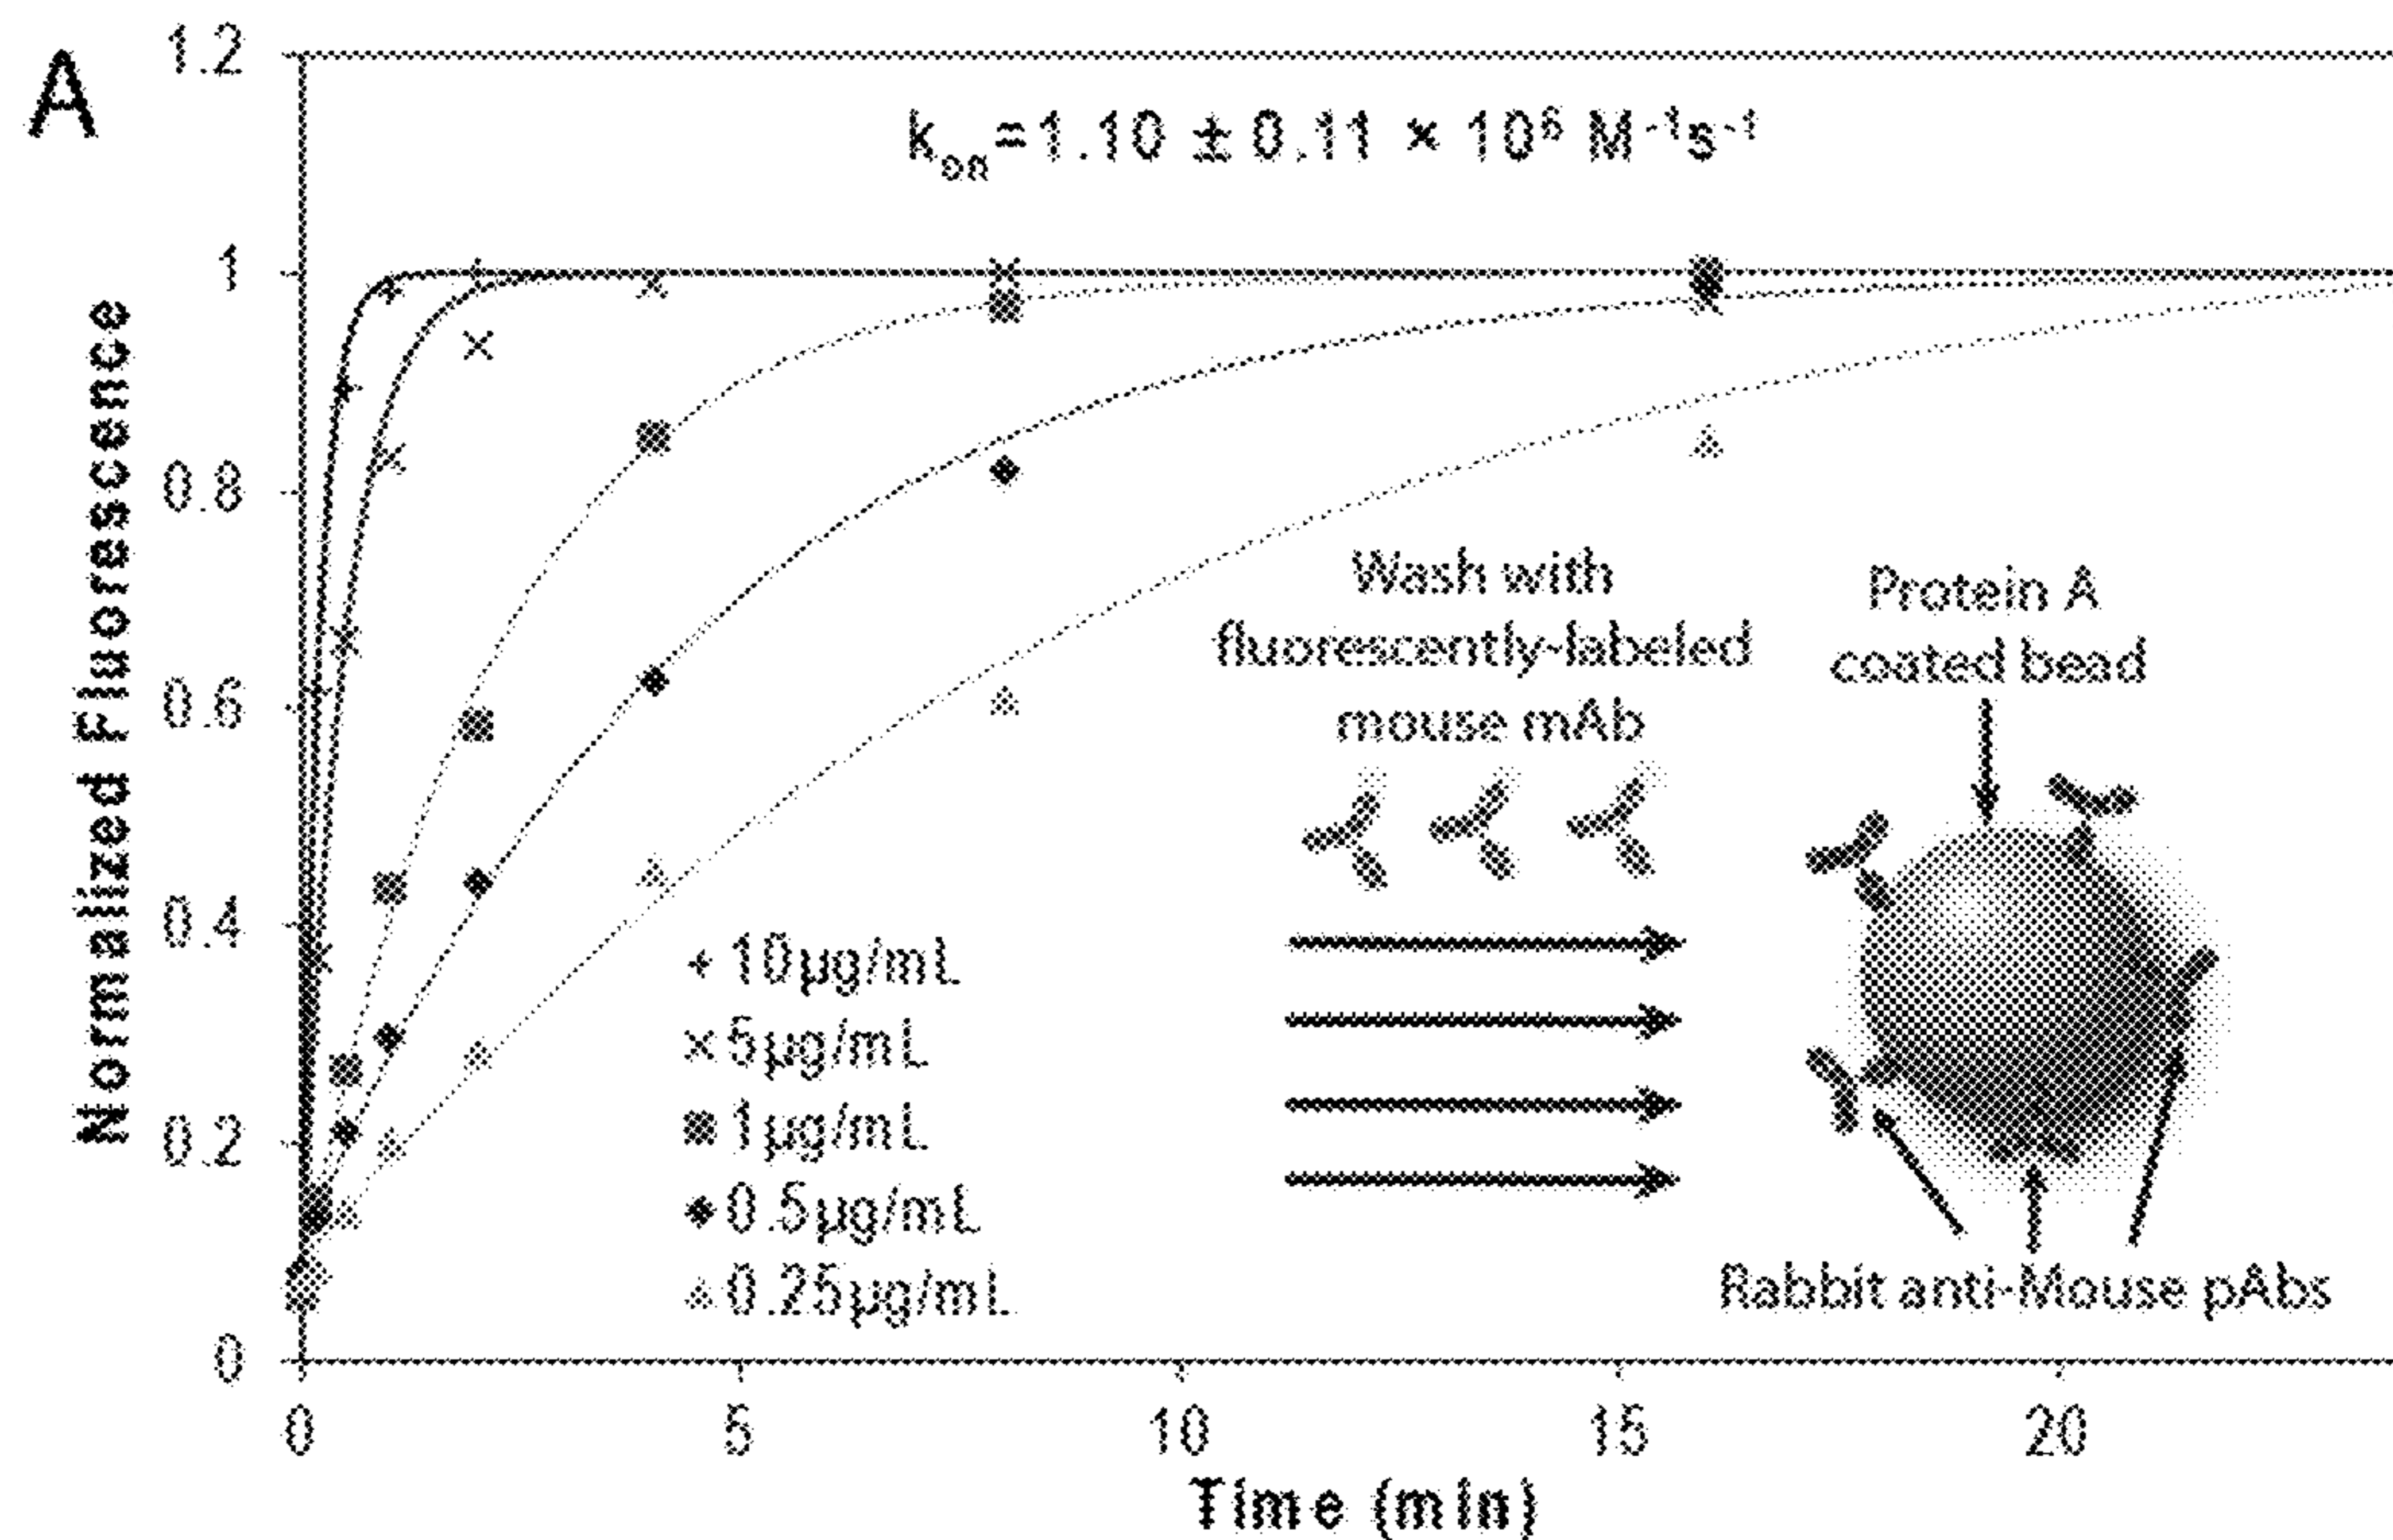 A
1.2
1
0.8
0.6
0.4
0.2
0
Normalized Fluorescence
kon=1.10 ± 0.11 × 10⁶ M⁻¹s⁻¹
Wash with
fluorescently-labeled
mouse mAb
Protein A
coated bead
10µg/mL
5µg/mL
1µg/mL
0.5µg/mL
0.25µg/mL
Rabbit anti-Mouse pAbs
0 5 10 15 20
Time (min)